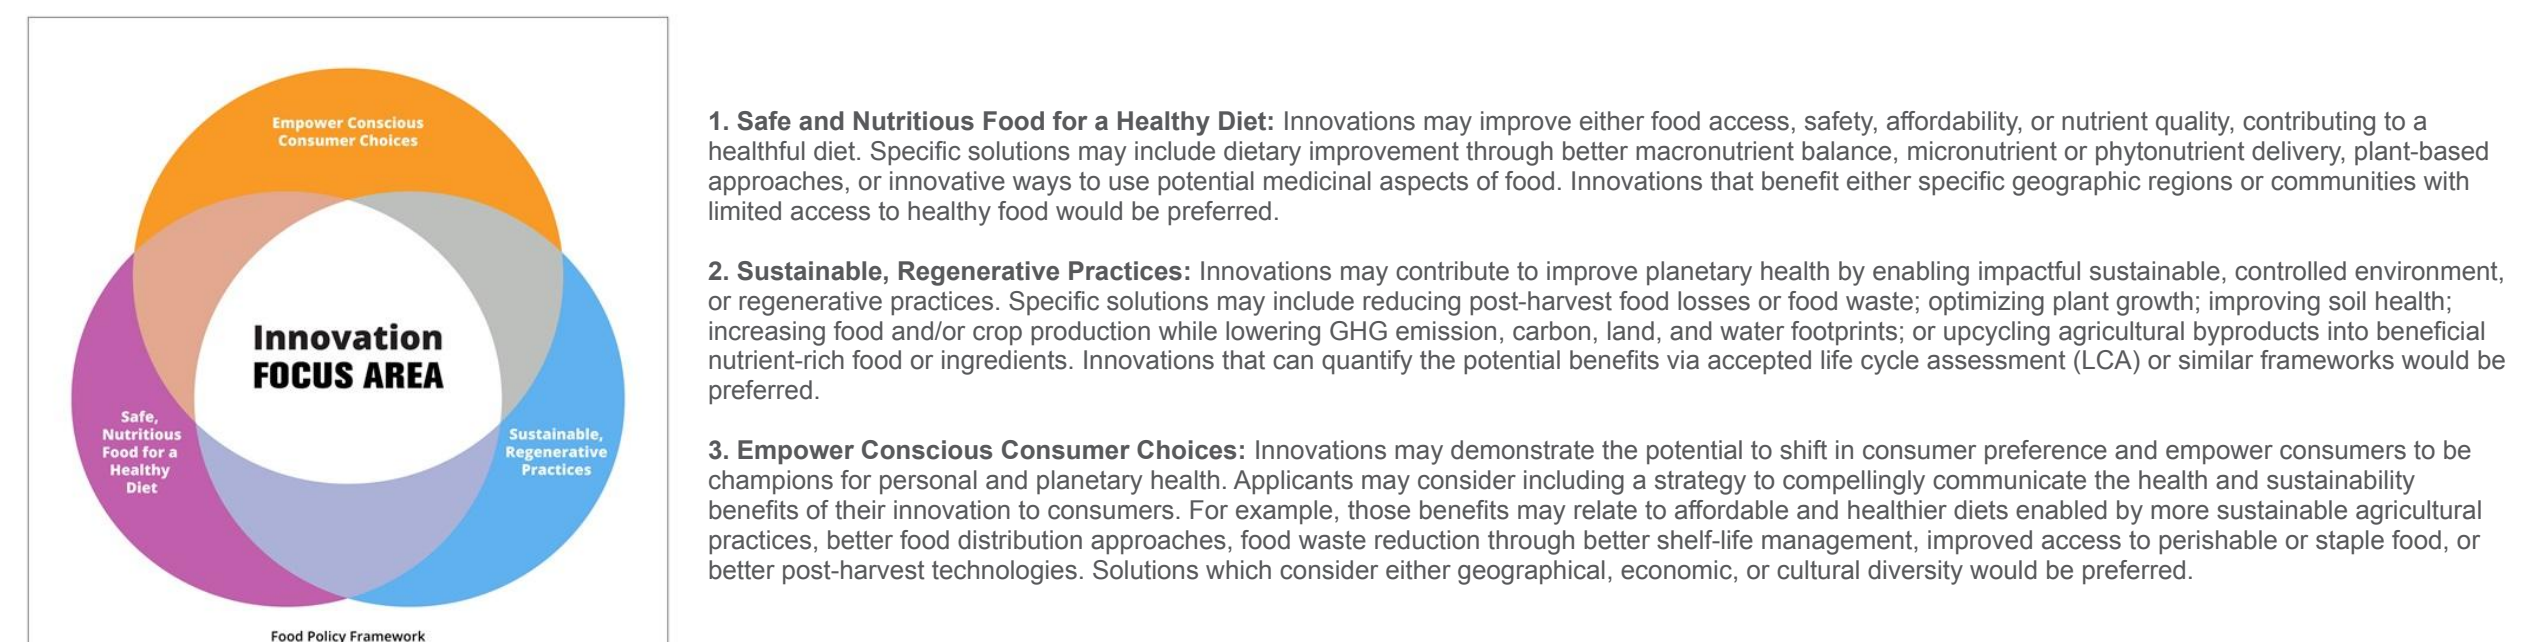 Empower Conscious
Consumer Choices
Innovation
FOCUS AREA
Safe,
Nutritious
Food for a
Healthy
Diet
Sustainable,
Regenerative
Practices
Food Policy Framework
1. Safe and Nutritious Food for a Healthy Diet: Innovations may improve either food access, safety, affordability, or nutrient quality, contributing to a
healthful diet. Specific solutions may include dietary improvement through better macronutrient balance, micronutrient or phytonutrient delivery, plant-based
approaches, or innovative ways to use potential medicinal aspects of food. Innovations that benefit either specific geographic regions or communities with
limited access to healthy food would be preferred.
2. Sustainable, Regenerative Practices: Innovations may contribute to improve planetary health by enabling impactful sustainable, controlled environment,
or regenerative practices. Specific solutions may include reducing post-harvest food losses or food waste; optimizing plant growth; improving soil health;
increasing food and/or crop production while lowering GHG emission, carbon, land, and water footprints; or upcycling agricultural byproducts into beneficial
nutrient-rich food or ingredients. Innovations that can quantify the potential benefits via accepted life cycle assessment (LCA) or similar frameworks would be
preferred.
3. Empower Conscious Consumer Choices: Innovations may demonstrate the potential to shift in consumer preference and empower consumers to be
champions for personal and planetary health. Applicants may consider including a strategy to compellingly communicate the health and sustainability
benefits of their innovation to consumers. For example, those benefits may relate to affordable and healthier diets enabled by more sustainable agricultural
practices, better food distribution approaches, food waste reduction through better shelf-life management, improved access to perishable or staple food, or
better post-harvest technologies. Solutions which consider either geographical, economic, or cultural diversity would be preferred.